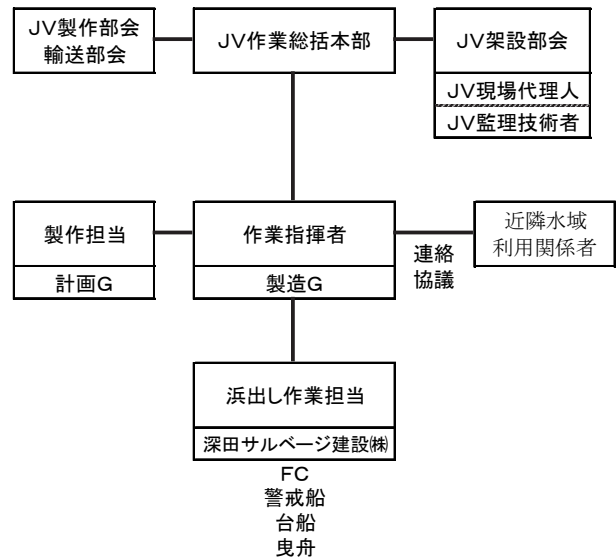 JV製作部会
輸送部会
JV作業総括本部
JV架設部会
JV現場代理人
JV監理技術者
製作担当
計画G
作業指揮者
製造G
連絡
協議
近隣水域
利用関係者
浜出し作業担当
深田サルベージ建設㈱
FC
警戒船
台船
曳舟